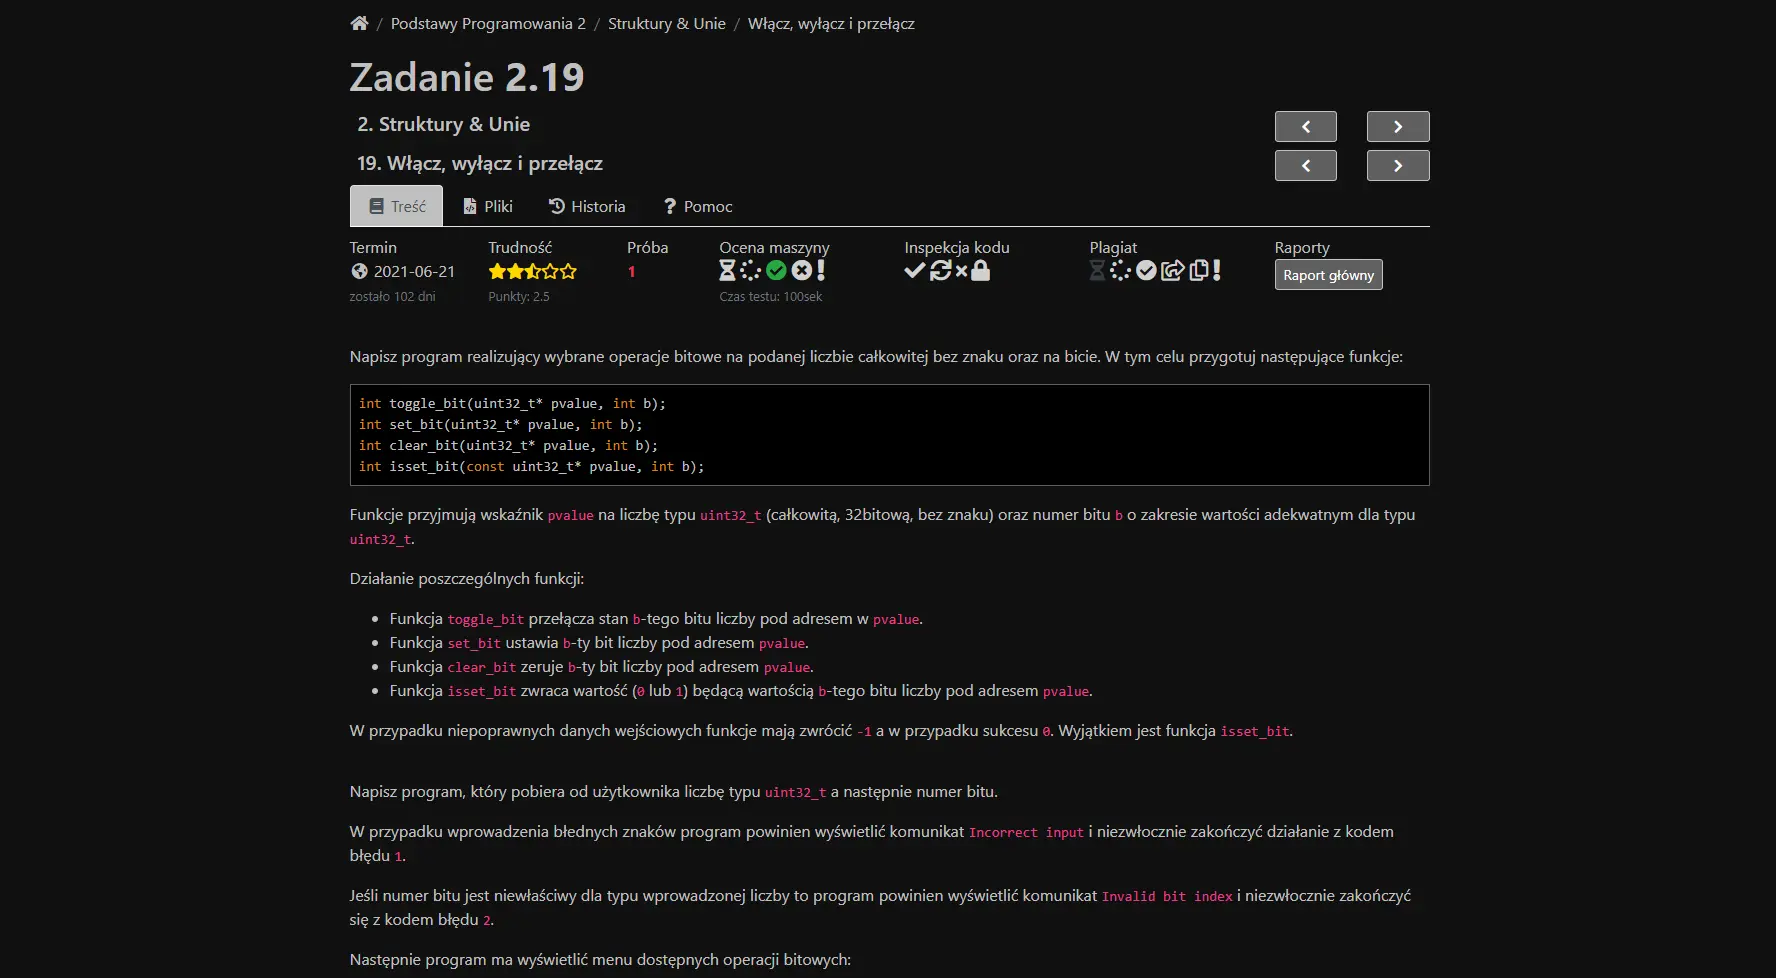 / Podstawy Programowania 2 / Struktury & Unie / Włącz, wyłącz i przełącz
Zadanie 2.19
2. Struktury & Unie
19. Włącz, wyłącz i przełącz
Treść Pliki Historia ? Pomoc
Termin Trudność Próba Ocena maszyny Inspekcja kodu Plagiat Raporty
2021-06-21 1 Raport główny
zostało 102 dni Punkty: 2.5 Czas testu: 100sek
Napisz program realizujący wybrane operacje bitowe na podanej liczbie całkowitej bez znaku oraz na bicie. W tym celu przygotuj następujące funkcje:
int toggle_bit(uint32_t* pvalue, int b);
int set_bit(uint32_t* pvalue, int b);
int clear_bit(uint32_t* pvalue, int b);
int isset_bit(const uint32_t* pvalue, int b);
Funkcje przyjmują wskaźnik pvalue na liczbę typu uint32_t (całkowitą, 32bitową, bez znaku) oraz numer bitu b o zakresie wartości adekwatnym dla typu
uint32_t.
Działanie poszczególnych funkcji:
• Funkcja toggle_bit przełącza stan b-tego bitu liczby pod adresem w pvalue.
• Funkcja set_bit ustawia b-ty bit liczby pod adresem pvalue.
• Funkcja clear_bit zeruje b-ty bit liczby pod adresem pvalue.
• Funkcja isset_bit zwraca wartość (0 lub 1) będącą wartością b-tego bitu liczby pod adresem pvalue.
W przypadku niepoprawnych danych wejściowych funkcje mają zwrócić -1 a w przypadku sukcesu 0. Wyjątkiem jest funkcja isset_bit.
Napisz program, który pobiera od użytkownika liczbę typu uint32_t a następnie numer bitu.
W przypadku wprowadzenia błednych znaków program powinien wyświetlić komunikat Incorrect input i niezwłocznie zakończyć działanie z kodem
błędu 1.
Jeśli numer bitu jest niewłaściwy dla typu wprowadzonej liczby to program powinien wyświetlić komunikat Invalid bit index i niezwłocznie zakończyć
się z kodem błędu 2.
Następnie program ma wyświetlić menu dostępnych operacji bitowych: